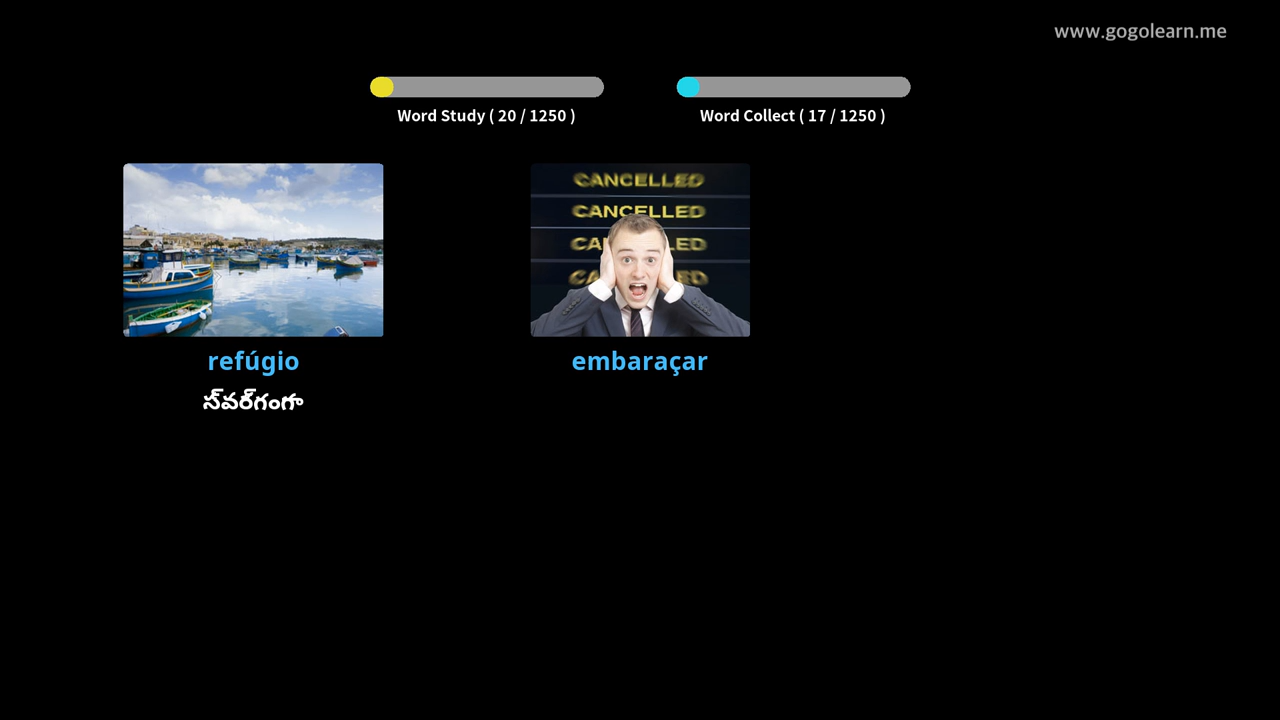 www.gogolearn.me
Word Study ( 20 / 1250 )
Word Collect ( 17 / 1250 )
CANCELLED
CANCELLED
refúgio
embaraçar
స్‌వర్‌గంగా